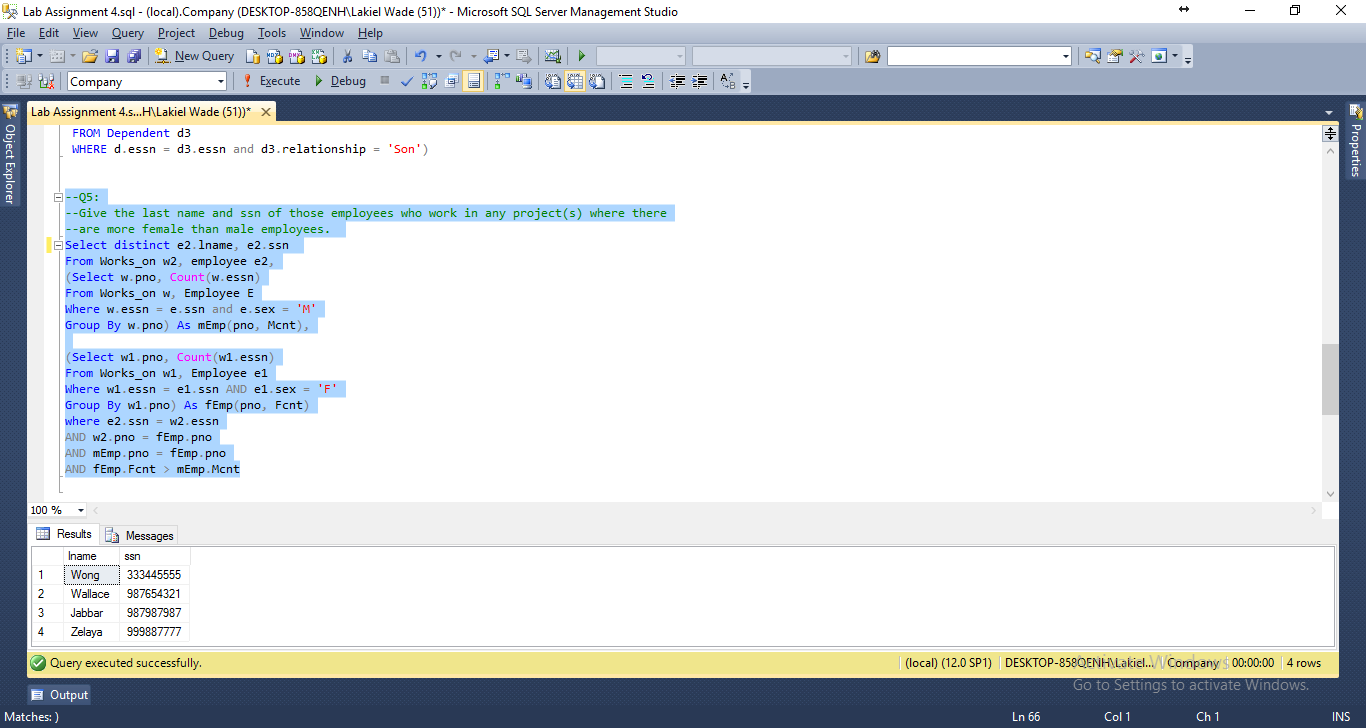 Lab Assignment 4.sql - (local).Company (DESKTOP-858QENH\Lakiel Wade (51))* - Microsoft SQL Server Management Studio
File Edit View Query Project Debug Tools Window Help
New Query
Company Execute Debug
Object Explorer
Properties
Lab Assignment 4.s...H\Lakiel Wade (51))*
FROM Dependent d3
WHERE d.essn = d3.essn and d3.relationship = 'Son')
--Q5:
--Give the last name and ssn of those employees who work in any project(s) where there
--are more female than male employees.
Select distinct e2.lname, e2.ssn
From Works_on w2, employee e2,
(Select w.pno, Count(w.essn)
From Works_on w, Employee E
Where w.essn = e.ssn and e.sex = 'M'
Group By w.pno) As mEmp(pno, Mcnt),
(Select w1.pno, Count(w1.essn)
From Works_on w1, Employee e1
Where w1.essn = e1.ssn AND e1.sex = 'F'
Group By w1.pno) As fEmp(pno, Fcnt)
where e2.ssn = w2.essn
AND w2.pno = fEmp.pno
AND mEmp.pno = fEmp.pno
AND fEmp.Fcnt > mEmp.Mcnt
100 %
Results Messages
lname ssn
1 Wong 333445555
2 Wallace 987654321
3 Jabbar 987987987
4 Zelaya 999887777
Query executed successfully. (local) (12.0 SP1) DESKTOP-858QENH\Lakiel... Company 00:00:00 4 rows
Activate Windows
Go to Settings to activate Windows.
Output
Matches: ) Ln 66 Col 1 Ch 1 INS